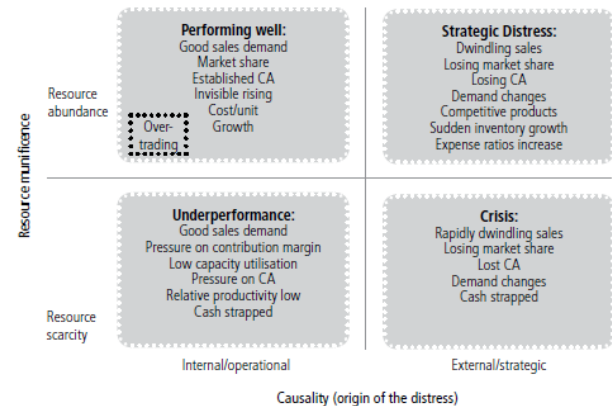 Performing well:
Good sales demand
Market share
Established CA
Invisible rising
Cost/unit
Growth
Over-
trading
Strategic Distress:
Dwindling sales
Losing market share
Losing CA
Demand changes
Competitive products
Sudden inventory growth
Expense ratios increase
Resource
abundance
Resource munificence
Underperformance:
Good sales demand
Pressure on contribution margin
Low capacity utilisation
Pressure on CA
Relative productivity low
Cash strapped
Crisis:
Rapidly dwindling sales
Losing market share
Lost CA
Demand changes
Cash strapped
Resource
scarcity
Internal/operational
External/strategic
Causality (origin of the distress)